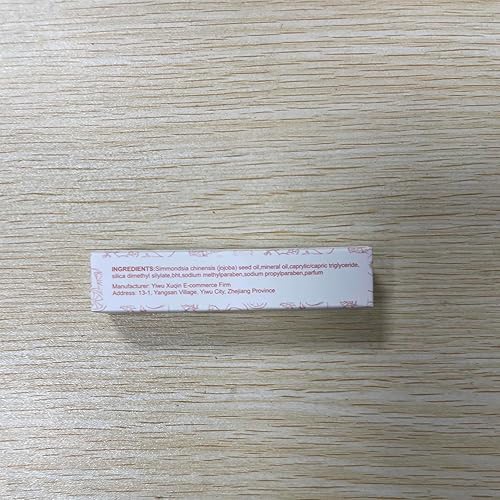 INGREDIENTS:Simmondsia chinensis (jojoba) seed oil,mineral oil,caprylic/capric triglyceride,
silica dimethyl silylate,bht,sodium methylparaben,sodium propylparaben,parfum
Manufacturer: Yiwu Xuqin E-commerce Firm
Address: 13-1, Yangsan Village, Yiwu City, Zhejiang Province